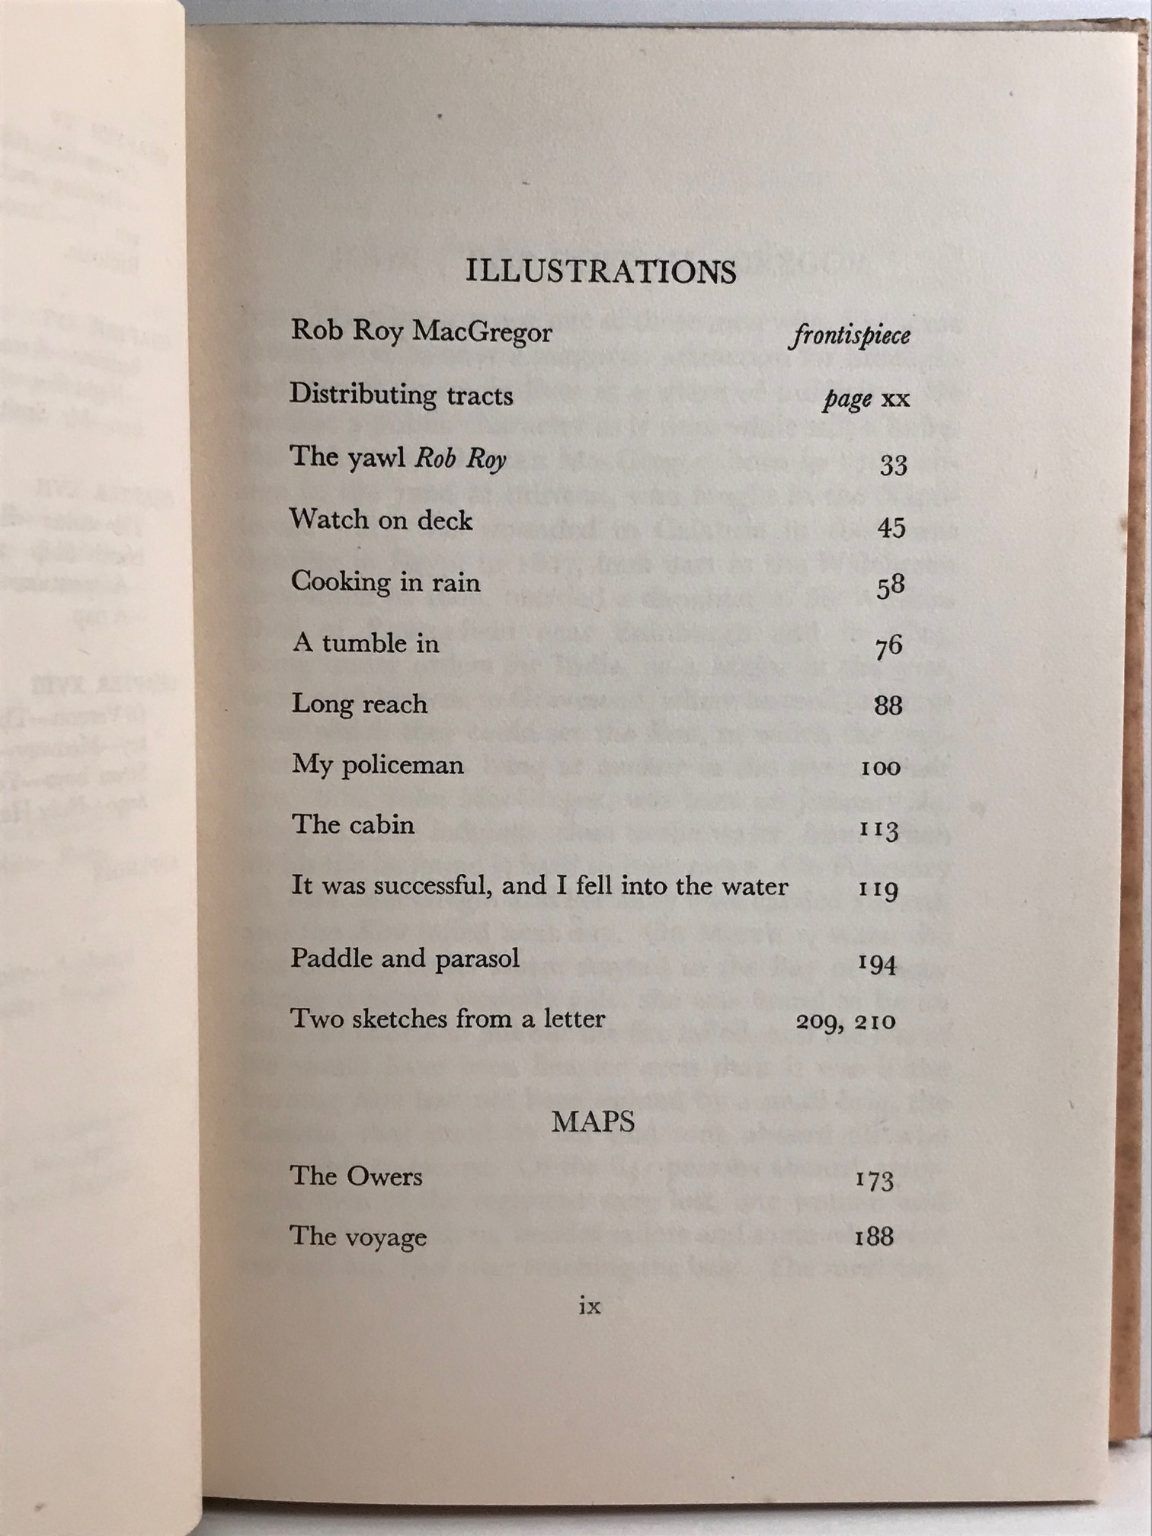 ILLUSTRATIONS
Rob Roy MacGregor frontispiece
Distributing tracts page xx
The yawl Rob Roy 33
Watch on deck 45
Cooking in rain 58
A tumble in 76
Long reach 88
My policeman 100
The cabin 113
It was successful, and I fell into the water 119
Paddle and parasol 194
Two sketches from a letter 209, 210
MAPS
The Owers 173
The voyage 188
ix